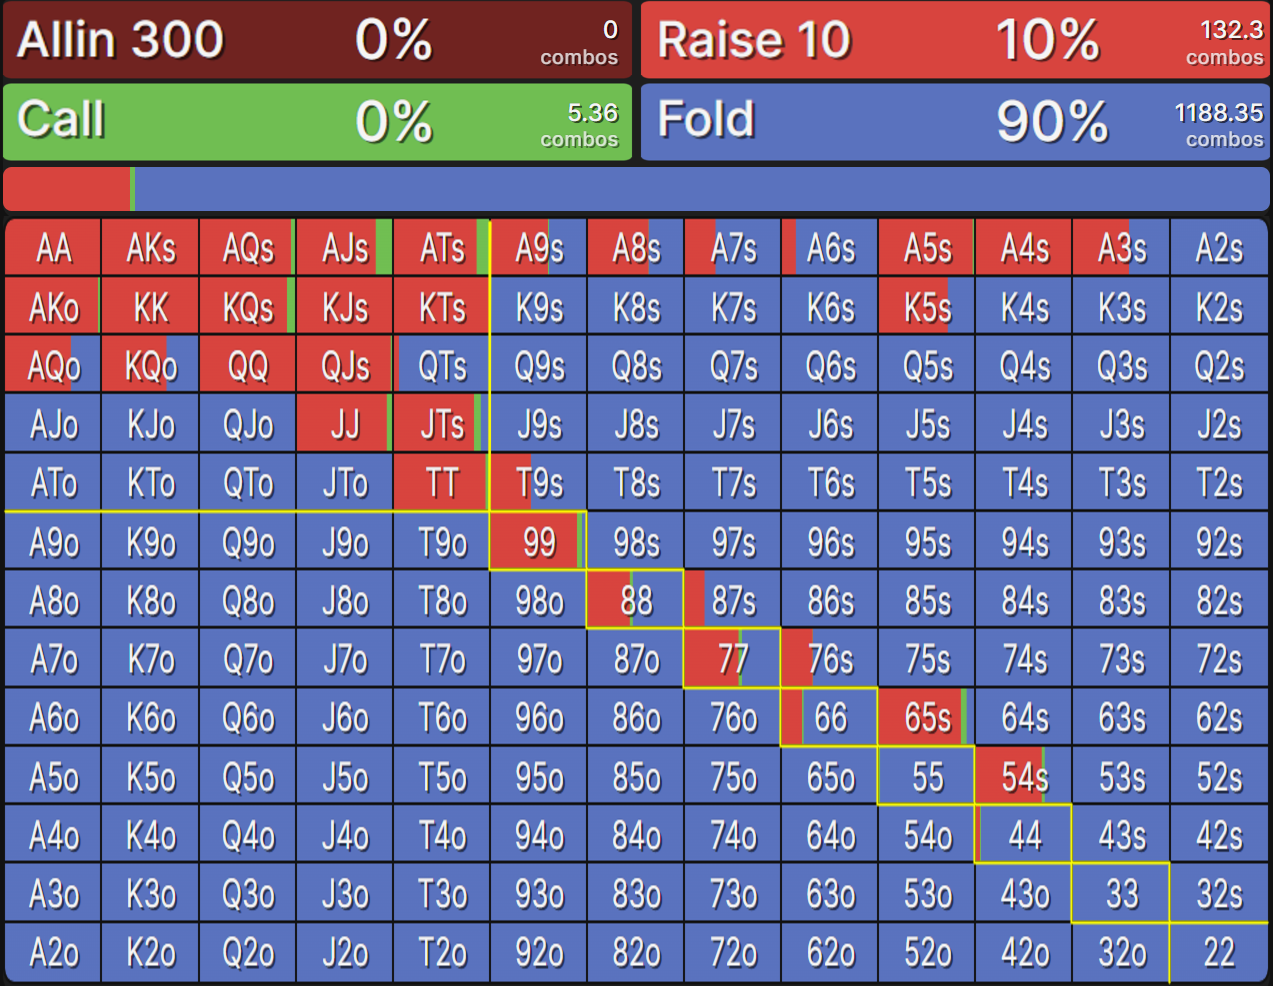 Allin 300 0% 0 combos Raise 10 10% 132.3 combos
Call 0% 5.36 combos Fold 90% 1188.35 combos
AA AKs AQs AJs ATs A9s A8s A7s A6s A5s A4s A3s A2s
AKo KK KQs KJs KTs K9s K8s K7s K6s K5s K4s K3s K2s
AQo KQo QQ QJs QTs Q9s Q8s Q7s Q6s Q5s Q4s Q3s Q2s
AJo KJo QJo JJ JTs J9s J8s J7s J6s J5s J4s J3s J2s
ATo KTo QTo JTo TT T9s T8s T7s T6s T5s T4s T3s T2s
A9o K9o Q9o J9o T9o 99 98s 97s 96s 95s 94s 93s 92s
A8o K8o Q8o J8o T8o 98o 88 87s 86s 85s 84s 83s 82s
A7o K7o Q7o J7o T7o 97o 87o 77 76s 75s 74s 73s 72s
A6o K6o Q6o J6o T6o 96o 86o 76o 66 65s 64s 63s 62s
A5o K5o Q5o J5o T5o 95o 85o 75o 65o 55 54s 53s 52s
A4o K4o Q4o J4o T4o 94o 84o 74o 64o 54o 44 43s 42s
A3o K3o Q3o J3o T3o 93o 83o 73o 63o 53o 43o 33 32s
A2o K2o Q2o J2o T2o 92o 82o 72o 62o 52o 42o 32o 22